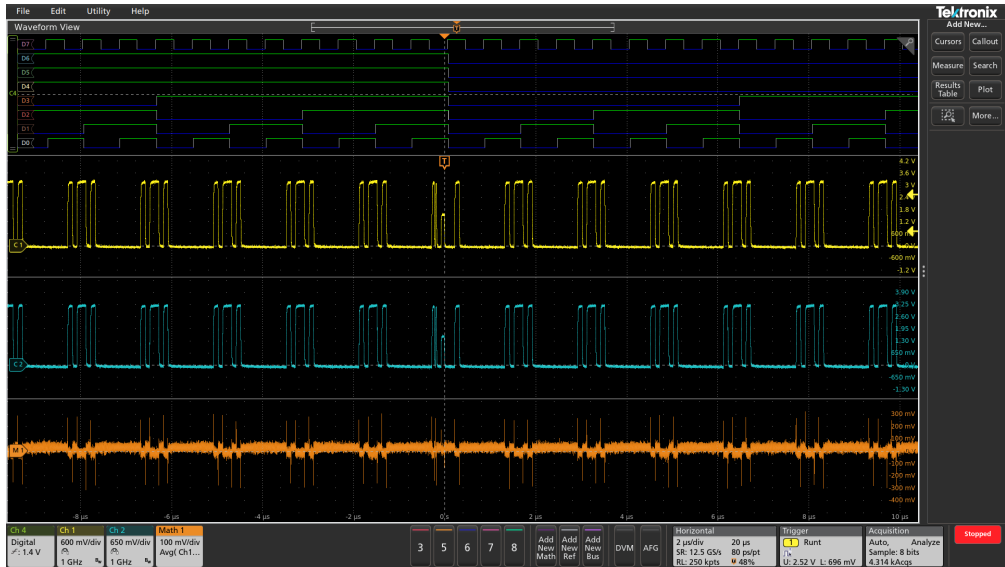 File Edit Utility Help
Tektronix
Waveform View
Add New...
Cursors Callout
Measure Search
Results Table Plot
More...
D7
D6
D5
D4
C4
D3
D2
D1
D0
T
4.2 V
3.6 V
3 V
1.8 V
1.2 V
-600 mV
-1.2 V
C 1
3.90 V
3.25 V
2.60 V
1.95 V
1.30 V
650 mV
-650 mV
-1.30 V
C 2
300 mV
200 mV
100 mV
-100 mV
-200 mV
-300 mV
-400 mV
M 1
-8 µs -6 µs -4 µs -2 µs 0 s 2 µs 4 µs 6 µs 8 µs 10 µs
Ch 4
Digital
: 1.4 V
Ch 1
600 mV/div
1 GHz
Ch 2
650 mV/div
1 GHz
Math 1
100 mV/div
Avg( Ch1...
3 5 6 7 8
Add New Math
Add New Ref
Add New Bus
DVM AFG
Horizontal
2 µs/div 20 µs
SR: 12.5 GS/s 80 ps/pt
RL: 250 kpts 48%
Trigger
1 Runt
U: 2.52 V L: 696 mV
Acquisition
Auto, Analyze
Sample: 8 bits
4.314 kAcqs
Stopped